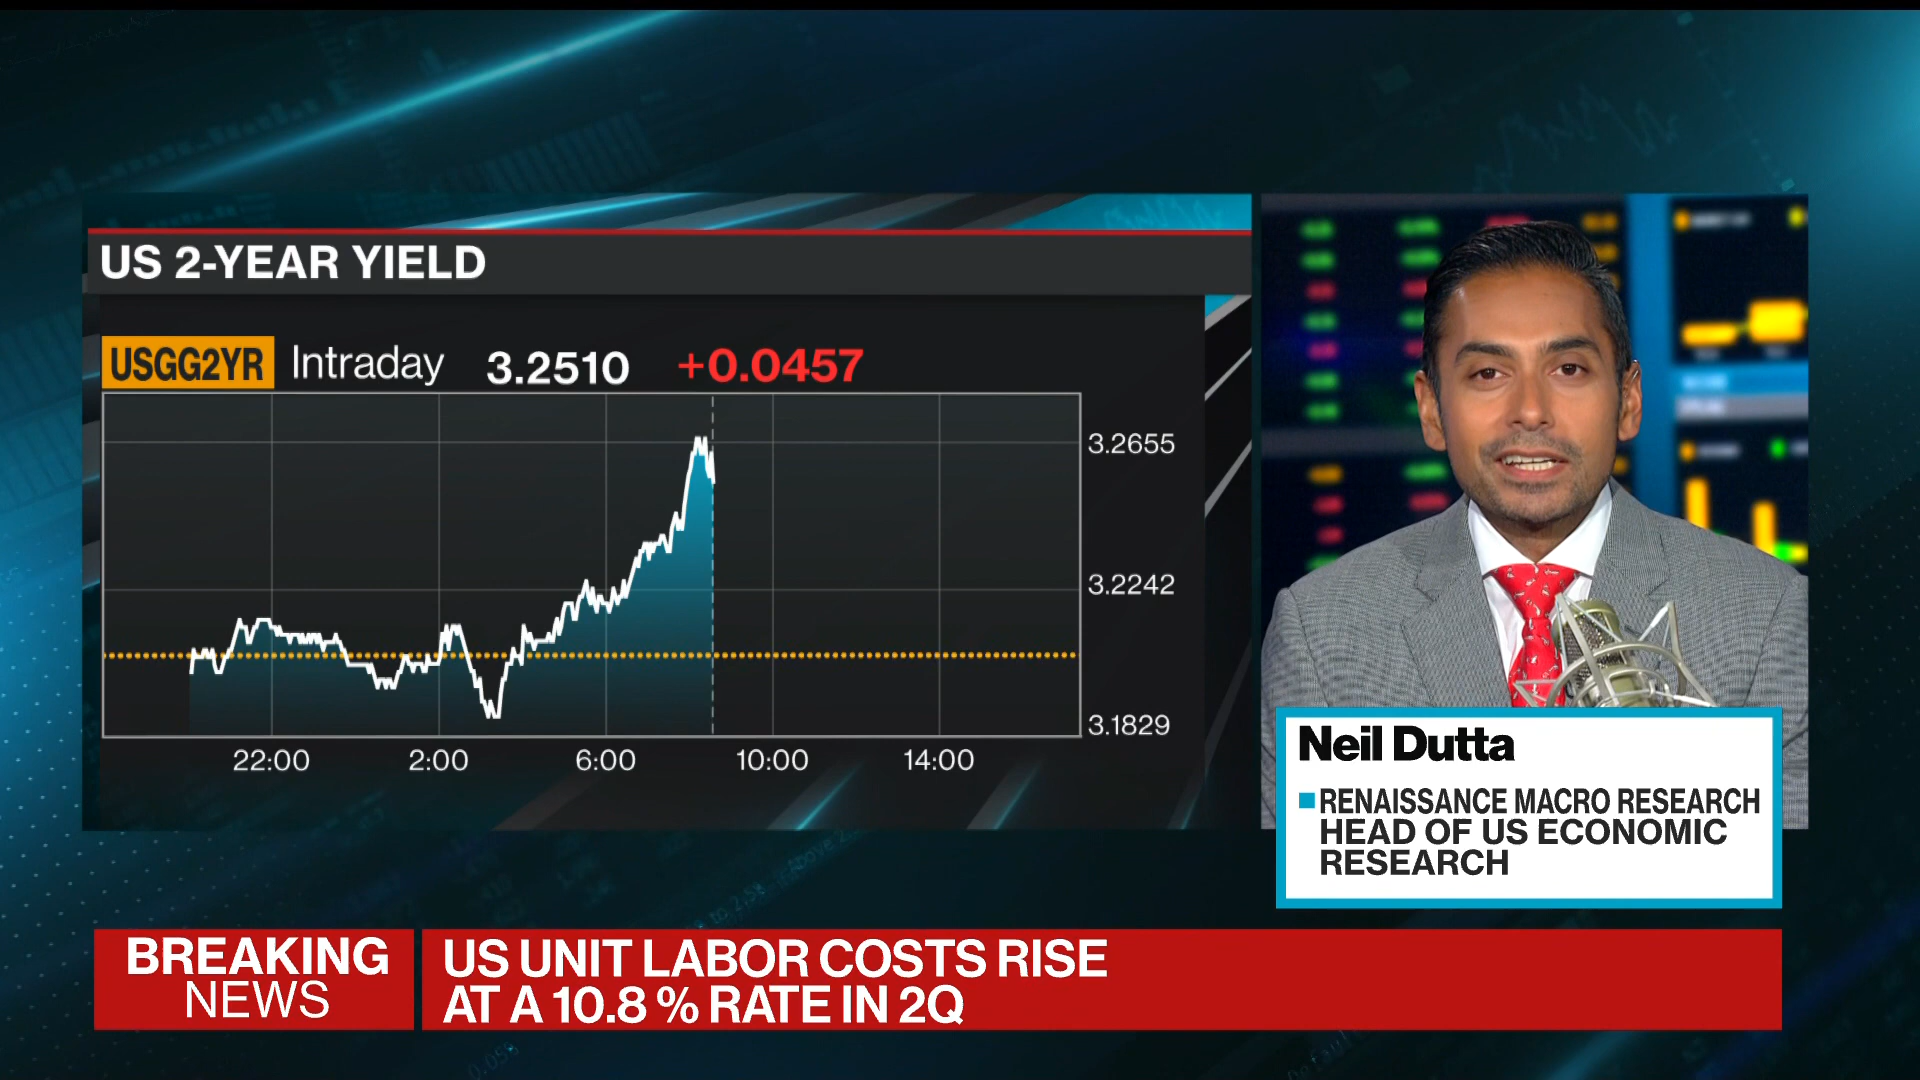 US 2-YEAR YIELD
USGG2YR Intraday 3.2510 +0.0457
3.2655
3.2242
3.1829
22:00 2:00 6:00 10:00 14:00
Neil Dutta
RENAISSANCE MACRO RESEARCH
HEAD OF US ECONOMIC
RESEARCH
BREAKING
NEWS
US UNIT LABOR COSTS RISE
AT A 10.8 % RATE IN 2Q